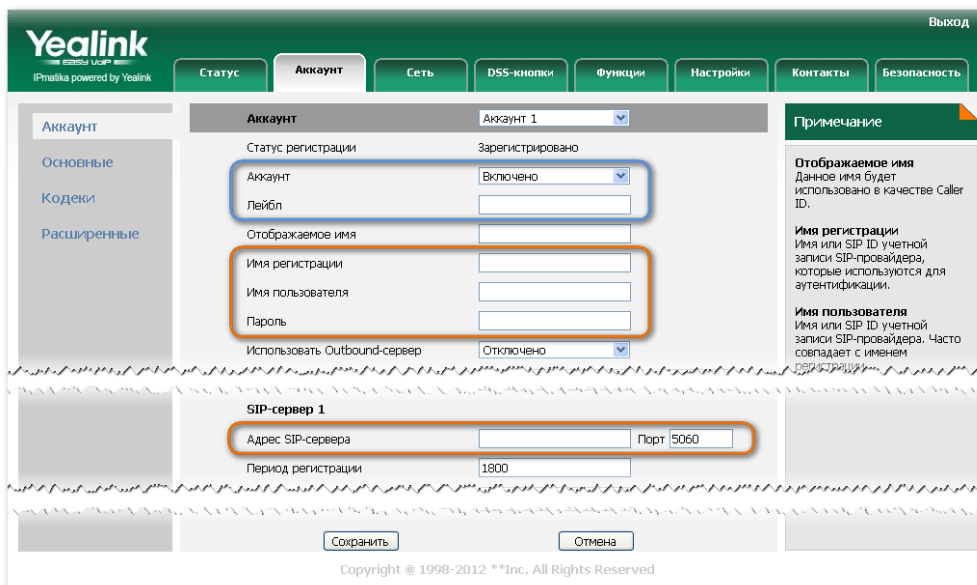 Выход
Yealink
EASY VoIP
IPmatika powered by Yealink
Статус
Аккаунт
Сеть
DSS-кнопки
Функции
Настройки
Контакты
Безопасность
Аккаунт
Основные
Кодеки
Расширенные
Аккаунт Аккаунт 1
Статус регистрации Зарегистрировано
Аккаунт Включено
Лейбл
Отображаемое имя
Имя регистрации
Имя пользователя
Пароль
Использовать Outbound-сервер Отключено
SIP-сервер 1
Адрес SIP-сервера Порт 5060
Период регистрации 1800
Сохранить Отмена
Примечание
Отображаемое имя
Данное имя будет
использовано в качестве Caller
ID.
Имя регистрации
Имя или SIP ID учетной
записи SIP-провайдера,
которые используются для
аутентификации.
Имя пользователя
Имя или SIP ID учетной
записи SIP-провайдера. Часто
совпадает с именем
регистрации
Copyright @ 1998-2012 **Inc. All Rights Reserved